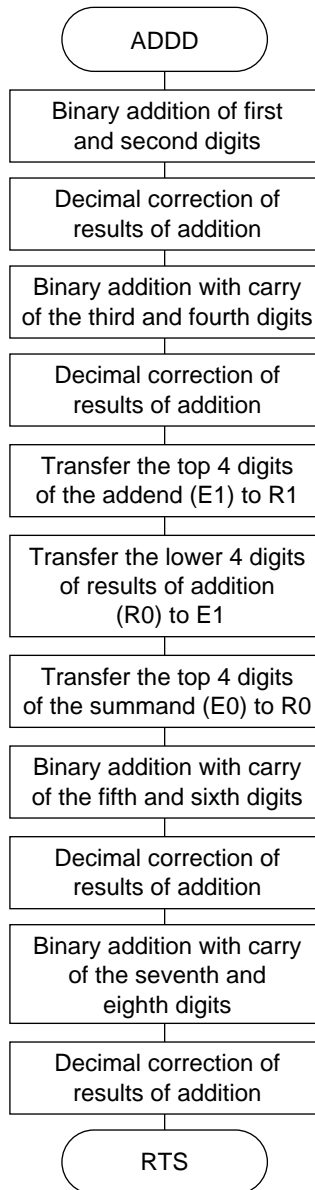 ADDD
Binary addition of first
and second digits
Decimal correction of
results of addition
Binary addition with carry
of the third and fourth digits
Decimal correction of
results of addition
Transfer the top 4 digits
of the addend (E1) to R1
Transfer the lower 4 digits
of results of addition
(R0) to E1
Transfer the top 4 digits
of the summand (E0) to R0
Binary addition with carry
of the fifth and sixth digits
Decimal correction of
results of addition
Binary addition with carry
of the seventh and
eighth digits
Decimal correction of
results of addition
RTS